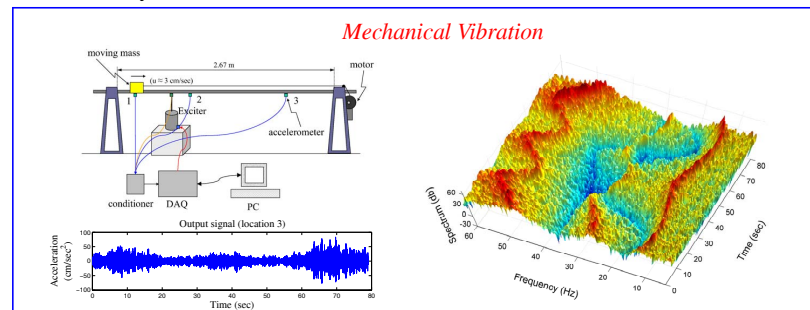 Mechanical Vibration
moving mass
2.67 m
(u ≈ 3 cm/sec)
motor
1
2
3
Exciter
accelerometer
conditioner
DAQ
PC
Output signal (location 3)
Acceleration
(cm/sec²)
100
50
0
−50
−100
0 10 20 30 40 50 60 70 80
Time (sec)
Spectrum (db)
60
30
0
-30
60 50 40 30 20 10
Frequency (Hz)
0 10 20 30 40 50 60 70 80
Time (sec)